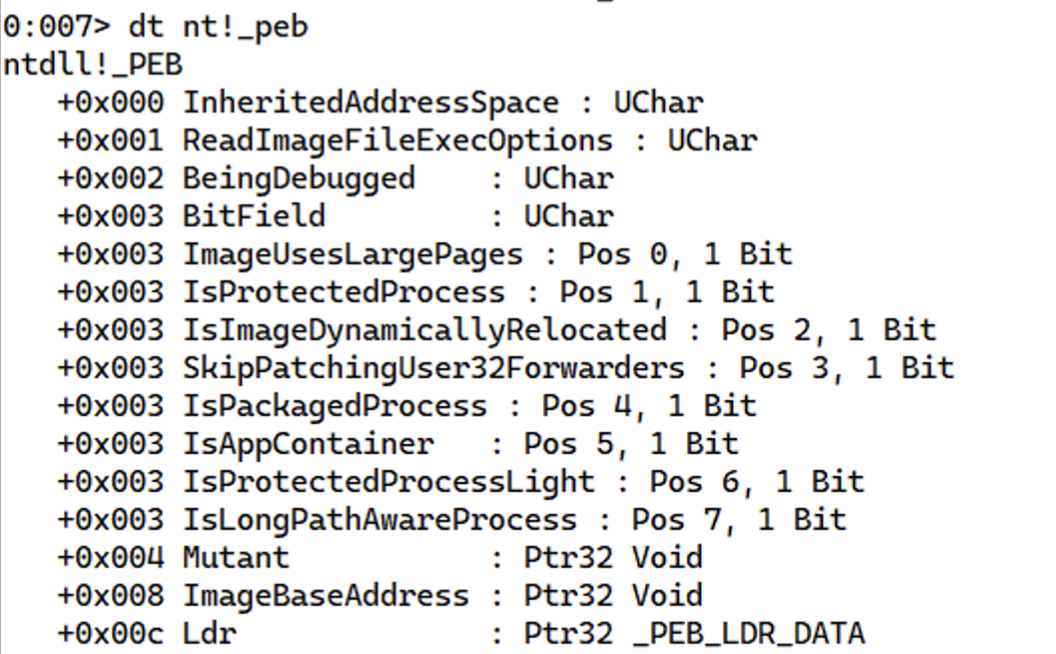 0:007> dt nt!_peb
ntdll!_PEB
   +0x000 InheritedAddressSpace : UChar
   +0x001 ReadImageFileExecOptions : UChar
   +0x002 BeingDebugged    : UChar
   +0x003 BitField         : UChar
   +0x003 ImageUsesLargePages : Pos 0, 1 Bit
   +0x003 IsProtectedProcess : Pos 1, 1 Bit
   +0x003 IsImageDynamicallyRelocated : Pos 2, 1 Bit
   +0x003 SkipPatchingUser32Forwarders : Pos 3, 1 Bit
   +0x003 IsPackagedProcess : Pos 4, 1 Bit
   +0x003 IsAppContainer   : Pos 5, 1 Bit
   +0x003 IsProtectedProcessLight : Pos 6, 1 Bit
   +0x003 IsLongPathAwareProcess : Pos 7, 1 Bit
   +0x004 Mutant           : Ptr32 Void
   +0x008 ImageBaseAddress : Ptr32 Void
   +0x00c Ldr              : Ptr32 _PEB_LDR_DATA